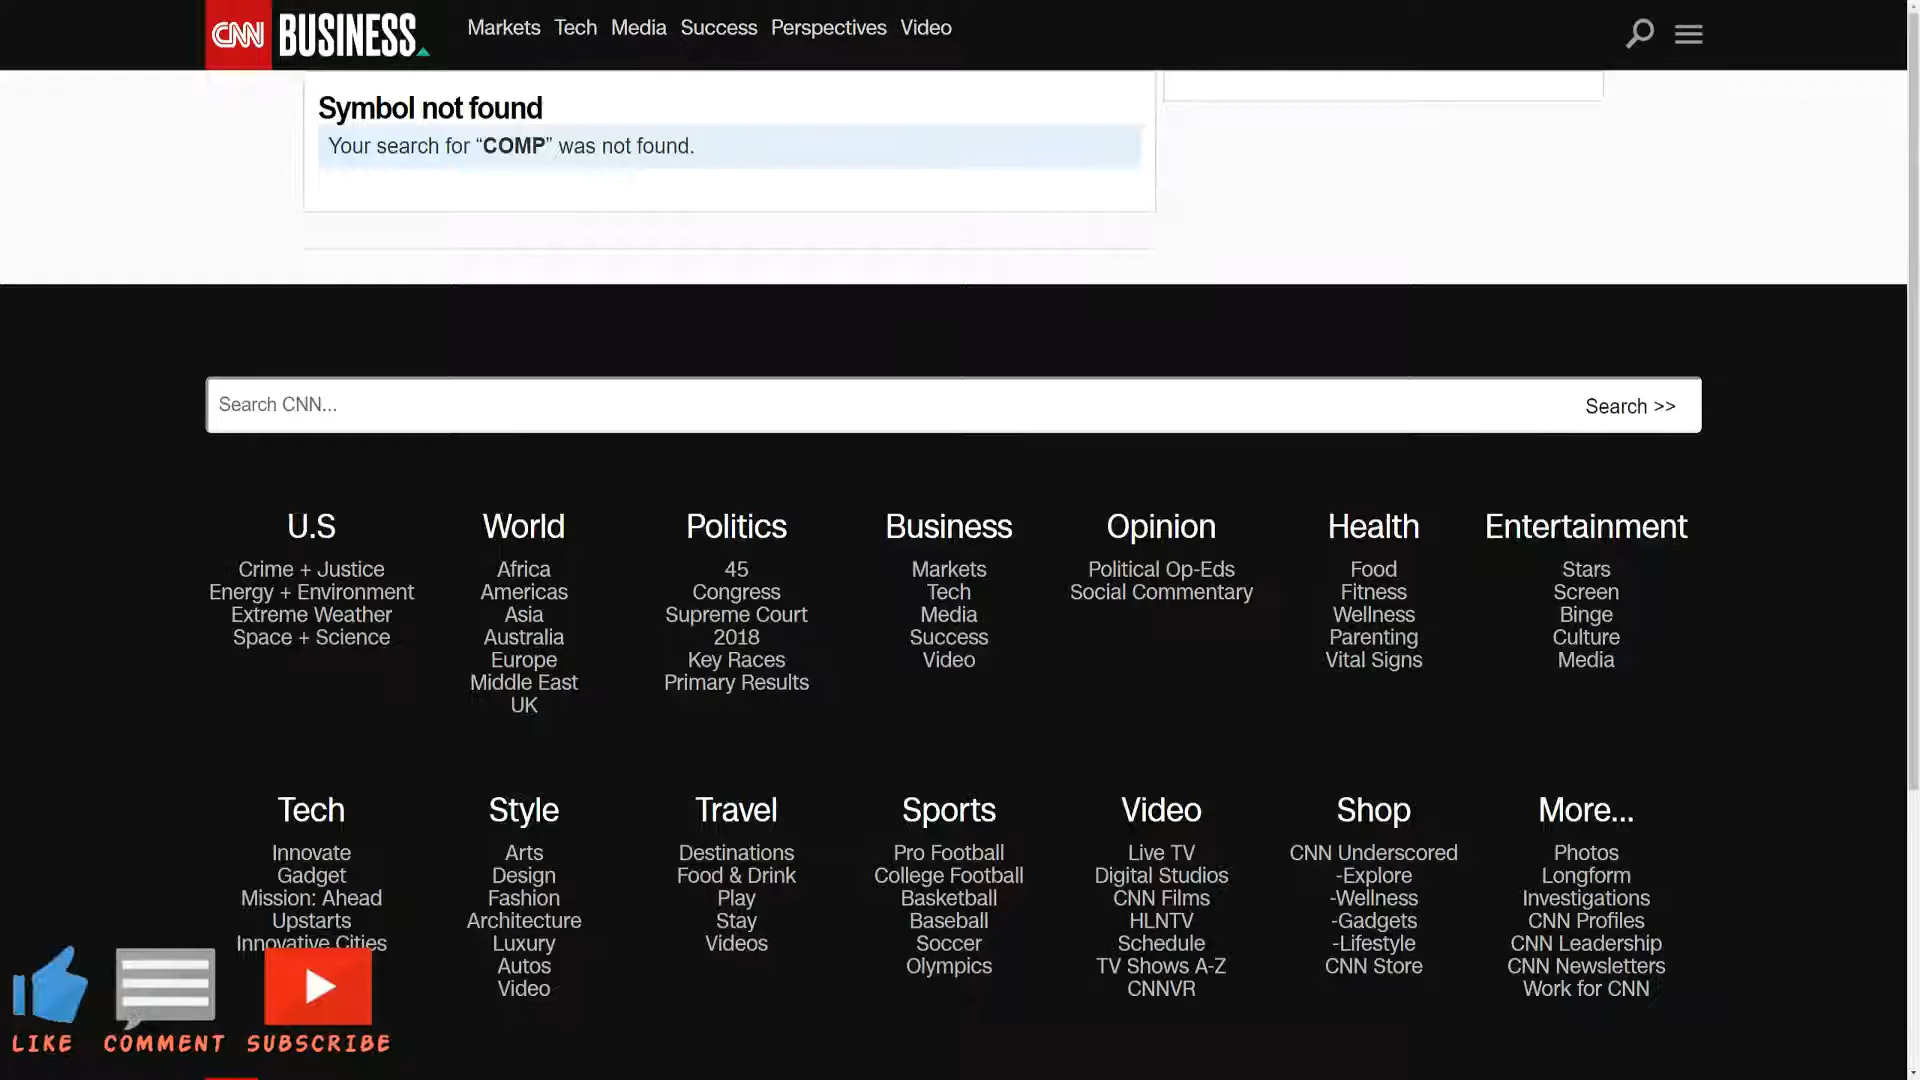 CNN BUSINESS Markets Tech Media Success Perspectives Video
Symbol not found
Your search for “COMP” was not found.
Search CNN... Search >>
U.S
Crime + Justice
Energy + Environment
Extreme Weather
Space + Science
World
Africa
Americas
Asia
Australia
Europe
Middle East
UK
Politics
45
Congress
Supreme Court
2018
Key Races
Primary Results
Business
Markets
Tech
Media
Success
Video
Opinion
Political Op-Eds
Social Commentary
Health
Food
Fitness
Wellness
Parenting
Vital Signs
Entertainment
Stars
Screen
Binge
Culture
Media
Tech
Innovate
Gadget
Mission: Ahead
Upstarts
Innovative Cities
Style
Arts
Design
Fashion
Architecture
Luxury
Autos
Video
Travel
Destinations
Food & Drink
Play
Stay
Videos
Sports
Pro Football
College Football
Basketball
Baseball
Soccer
Olympics
Video
Live TV
Digital Studios
CNN Films
HLNTV
Schedule
TV Shows A-Z
CNNVR
Shop
CNN Underscored
-Explore
-Wellness
-Gadgets
-Lifestyle
CNN Store
More...
Photos
Longform
Investigations
CNN Profiles
CNN Leadership
CNN Newsletters
Work for CNN
LIKE COMMENT SUBSCRIBE